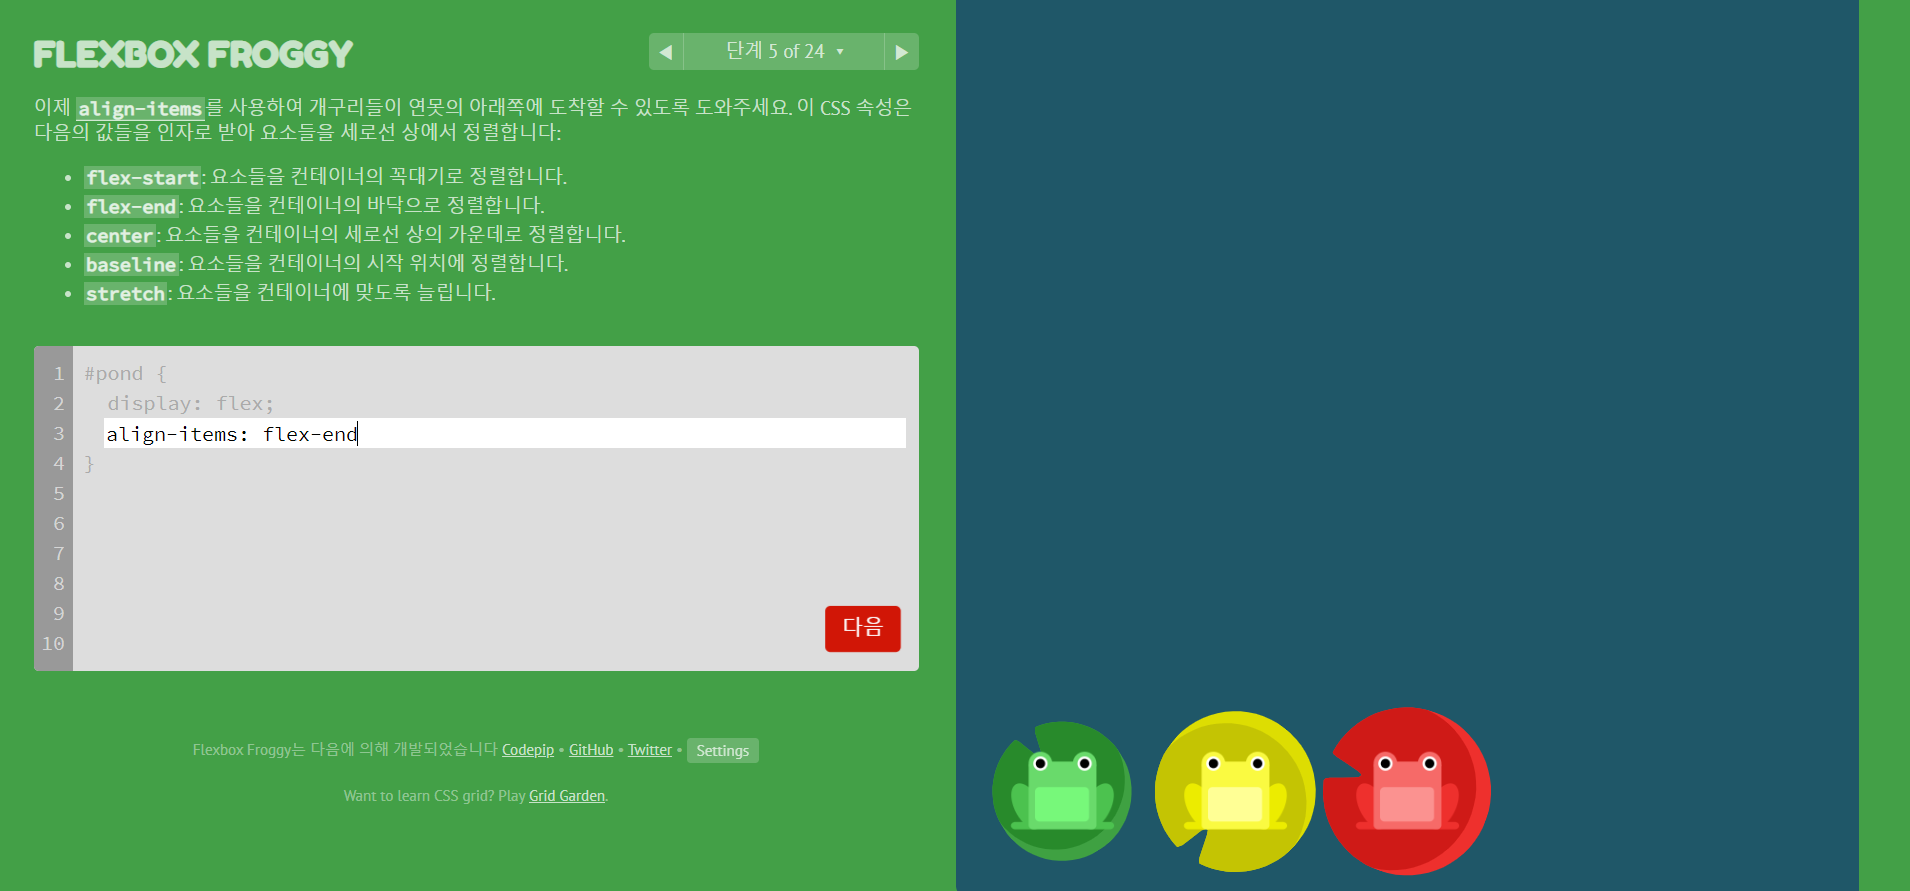 FLEXBOX FROGGY
◀ 단계 5 of 24 ▼ ▶
이제 align-items를 사용하여 개구리들이 연못의 아래쪽에 도착할 수 있도록 도와주세요. 이 CSS 속성은
다음의 값들을 인자로 받아 요소들을 세로선 상에서 정렬합니다:
• flex-start: 요소들을 컨테이너의 꼭대기로 정렬합니다.
• flex-end: 요소들을 컨테이너의 바닥으로 정렬합니다.
• center: 요소들을 컨테이너의 세로선 상의 가운데로 정렬합니다.
• baseline: 요소들을 컨테이너의 시작 위치에 정렬합니다.
• stretch: 요소들을 컨테이너에 맞도록 늘립니다.
1 #pond {
2 display: flex;
3 align-items: flex-end
4 }
5
6
7
8
9
10
다음
Flexbox Froggy는 다음에 의해 개발되었습니다 Codepip • GitHub • Twitter • Settings
Want to learn CSS grid? Play Grid Garden.